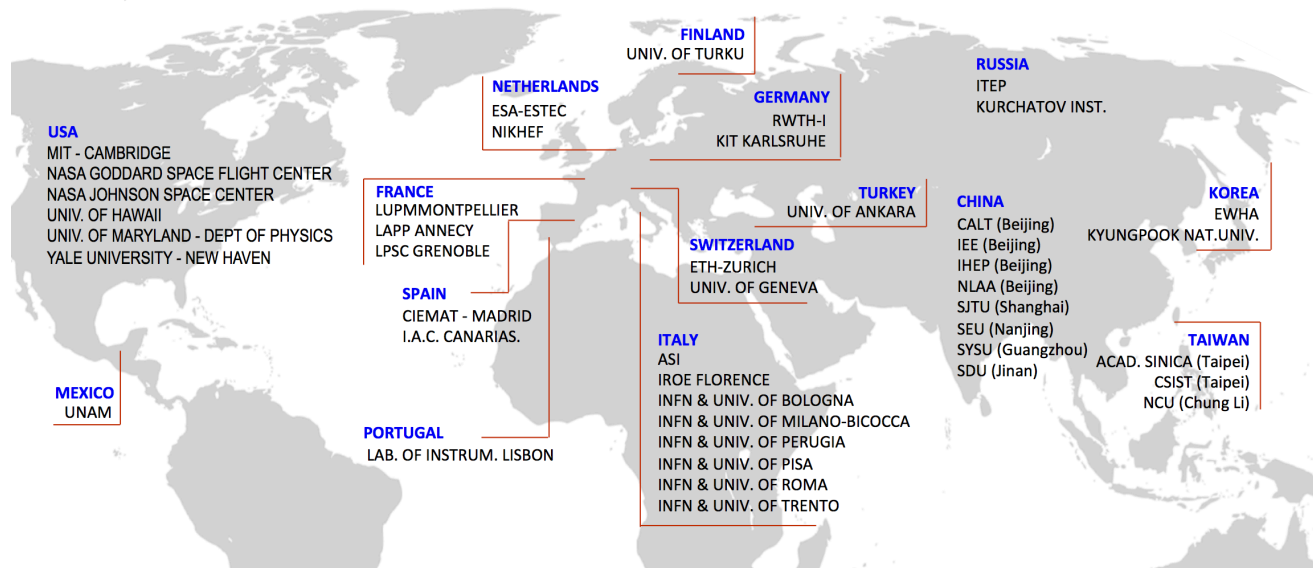 FINLAND
UNIV. OF TURKU
NETHERLANDS
ESA-ESTEC
NIKHEF
GERMANY
RWTH-I
KIT KARLSRUHE
RUSSIA
ITEP
KURCHATOV INST.
USA
MIT - CAMBRIDGE
NASA GODDARD SPACE FLIGHT CENTER
NASA JOHNSON SPACE CENTER
UNIV. OF HAWAII
UNIV. OF MARYLAND - DEPT OF PHYSICS
YALE UNIVERSITY - NEW HAVEN
FRANCE
LUPMMONTPELLIER
LAPP ANNECY
LPSC GRENOBLE
TURKEY
UNIV. OF ANKARA
CHINA
CALT (Beijing)
IEE (Beijing)
IHEP (Beijing)
NLAA (Beijing)
SJTU (Shanghai)
SEU (Nanjing)
SYSU (Guangzhou)
SDU (Jinan)
KOREA
EWHA
KYUNGPOOK NAT.UNIV.
SWITZERLAND
ETH-ZURICH
UNIV. OF GENEVA
SPAIN
CIEMAT - MADRID
I.A.C. CANARIAS.
ITALY
ASI
IROE FLORENCE
INFN & UNIV. OF BOLOGNA
INFN & UNIV. OF MILANO-BICOCCA
INFN & UNIV. OF PERUGIA
INFN & UNIV. OF PISA
INFN & UNIV. OF ROMA
INFN & UNIV. OF TRENTO
TAIWAN
ACAD. SINICA (Taipei)
CSIST (Taipei)
NCU (Chung Li)
MEXICO
UNAM
PORTUGAL
LAB. OF INSTRUM. LISBON